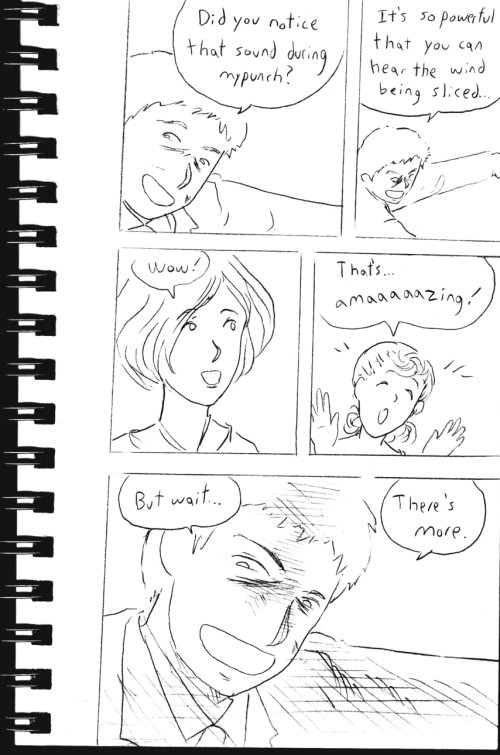 Did you notice
that sound during
mypunch?
It's so powerful
that you can
hear the wind
being sliced...
Wow!
That's...
amaaaaazing!
But wait...
There's
more.